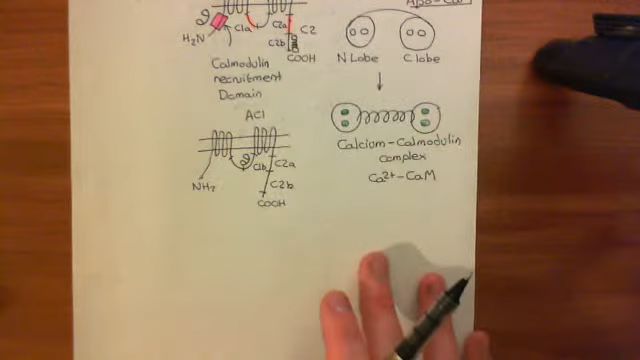 Apo-CaM
C1a
C2a
C2
H2N
C2b
COOH
Calmodulin
recruitment
Domain
N Lobe
C lobe
AC1
C1b
C2a
NH2
C2b
COOH
Calcium-Calmodulin
Complex
Ca2+-CaM